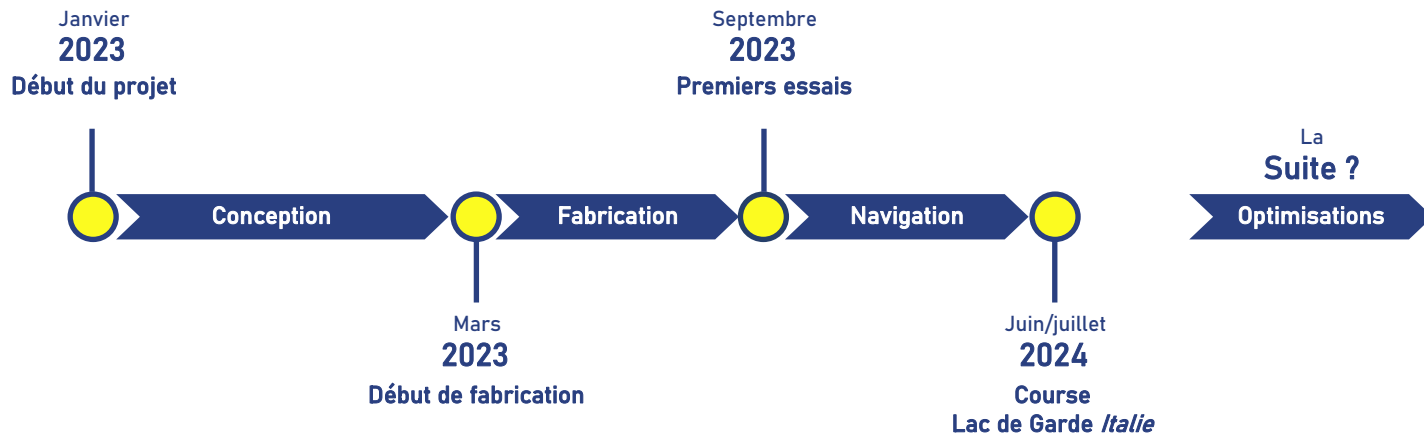 Janvier
2023
Début du projet
Septembre
2023
Premiers essais
La
Suite ?
Conception
Fabrication
Navigation
Optimisations
Mars
2023
Début de fabrication
Juin/juillet
2024
Course
Lac de Garde Italie